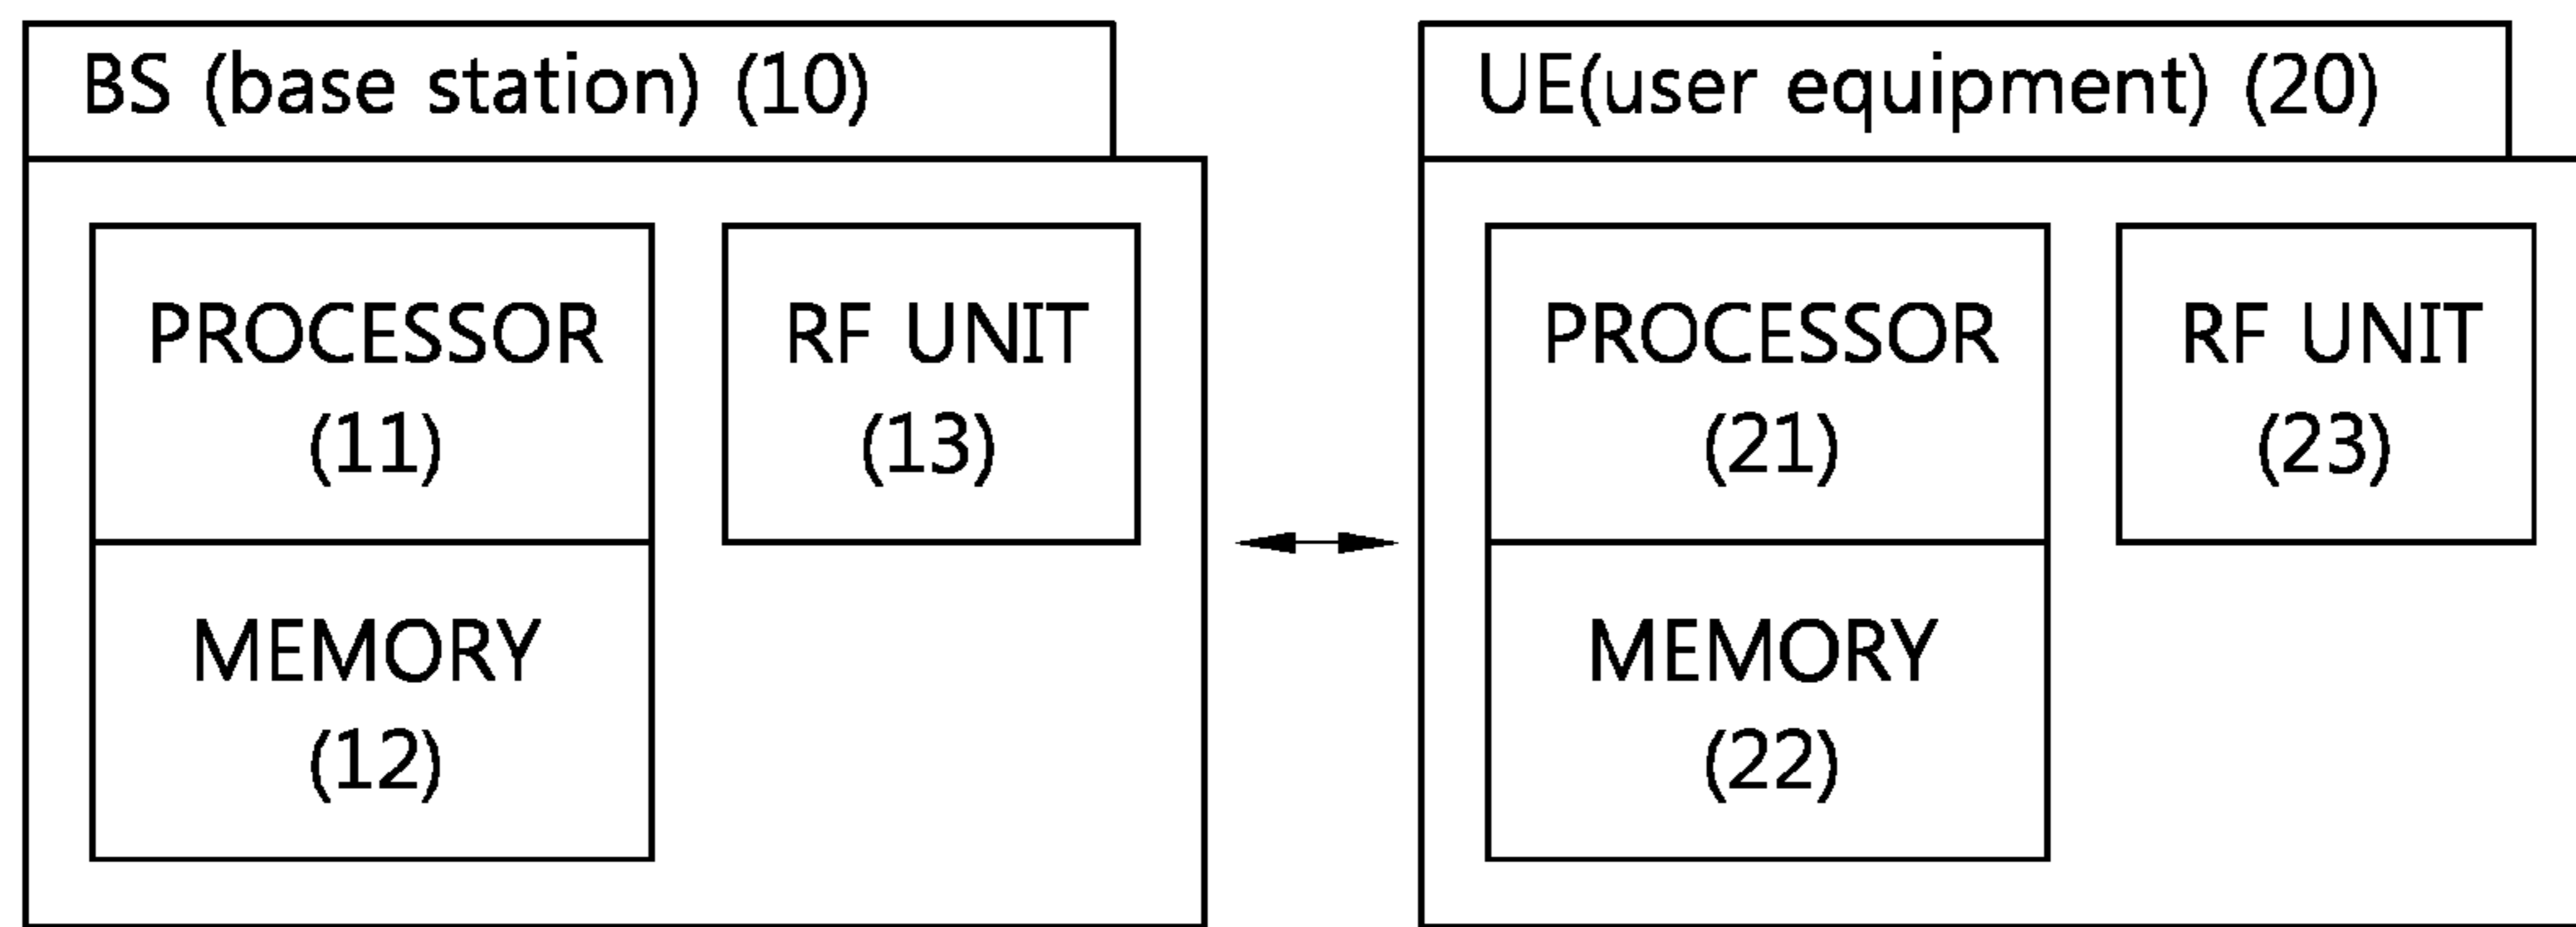 BS (base station) (10)
PROCESSOR
(11)
RF UNIT
(13)
MEMORY
(12)
UE(user equipment) (20)
PROCESSOR
(21)
RF UNIT
(23)
MEMORY
(22)